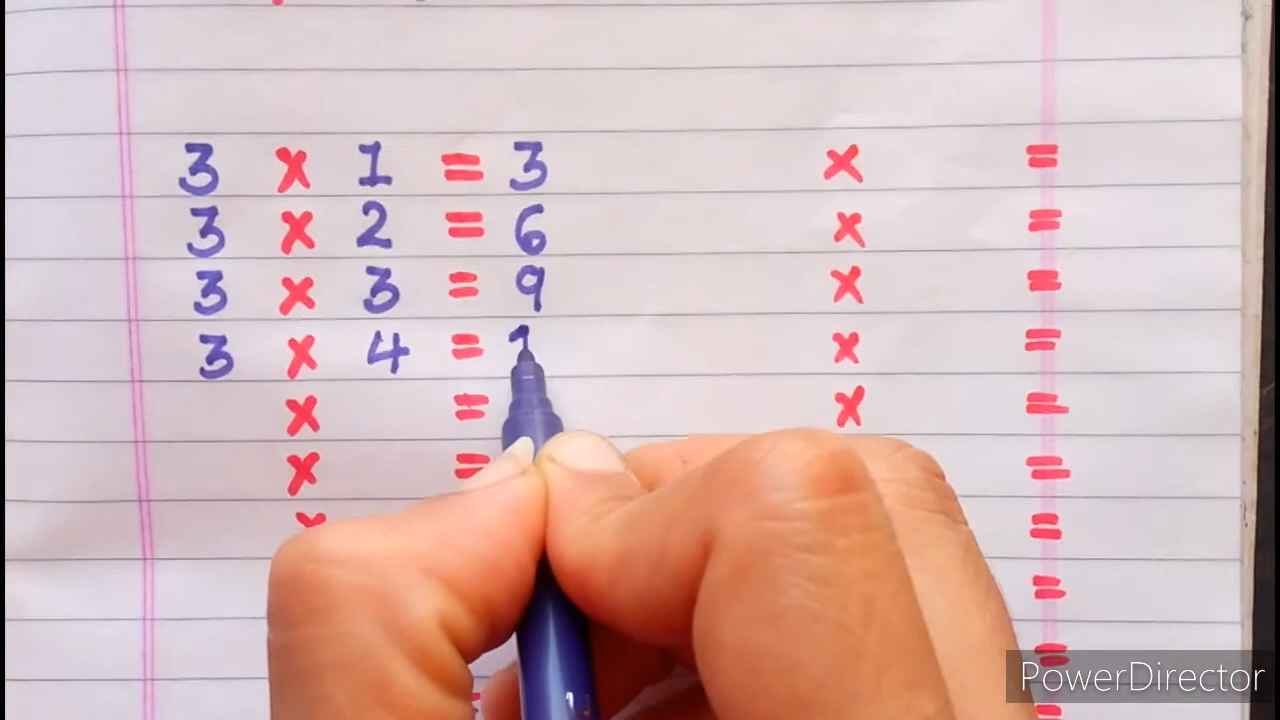 3 × 1 = 3 × =
3 × 2 = 6 × =
3 × 3 = 9 × =
3 × 4 = 1 × =
× = × =
× = =
× =
=
=
=
PowerDirector